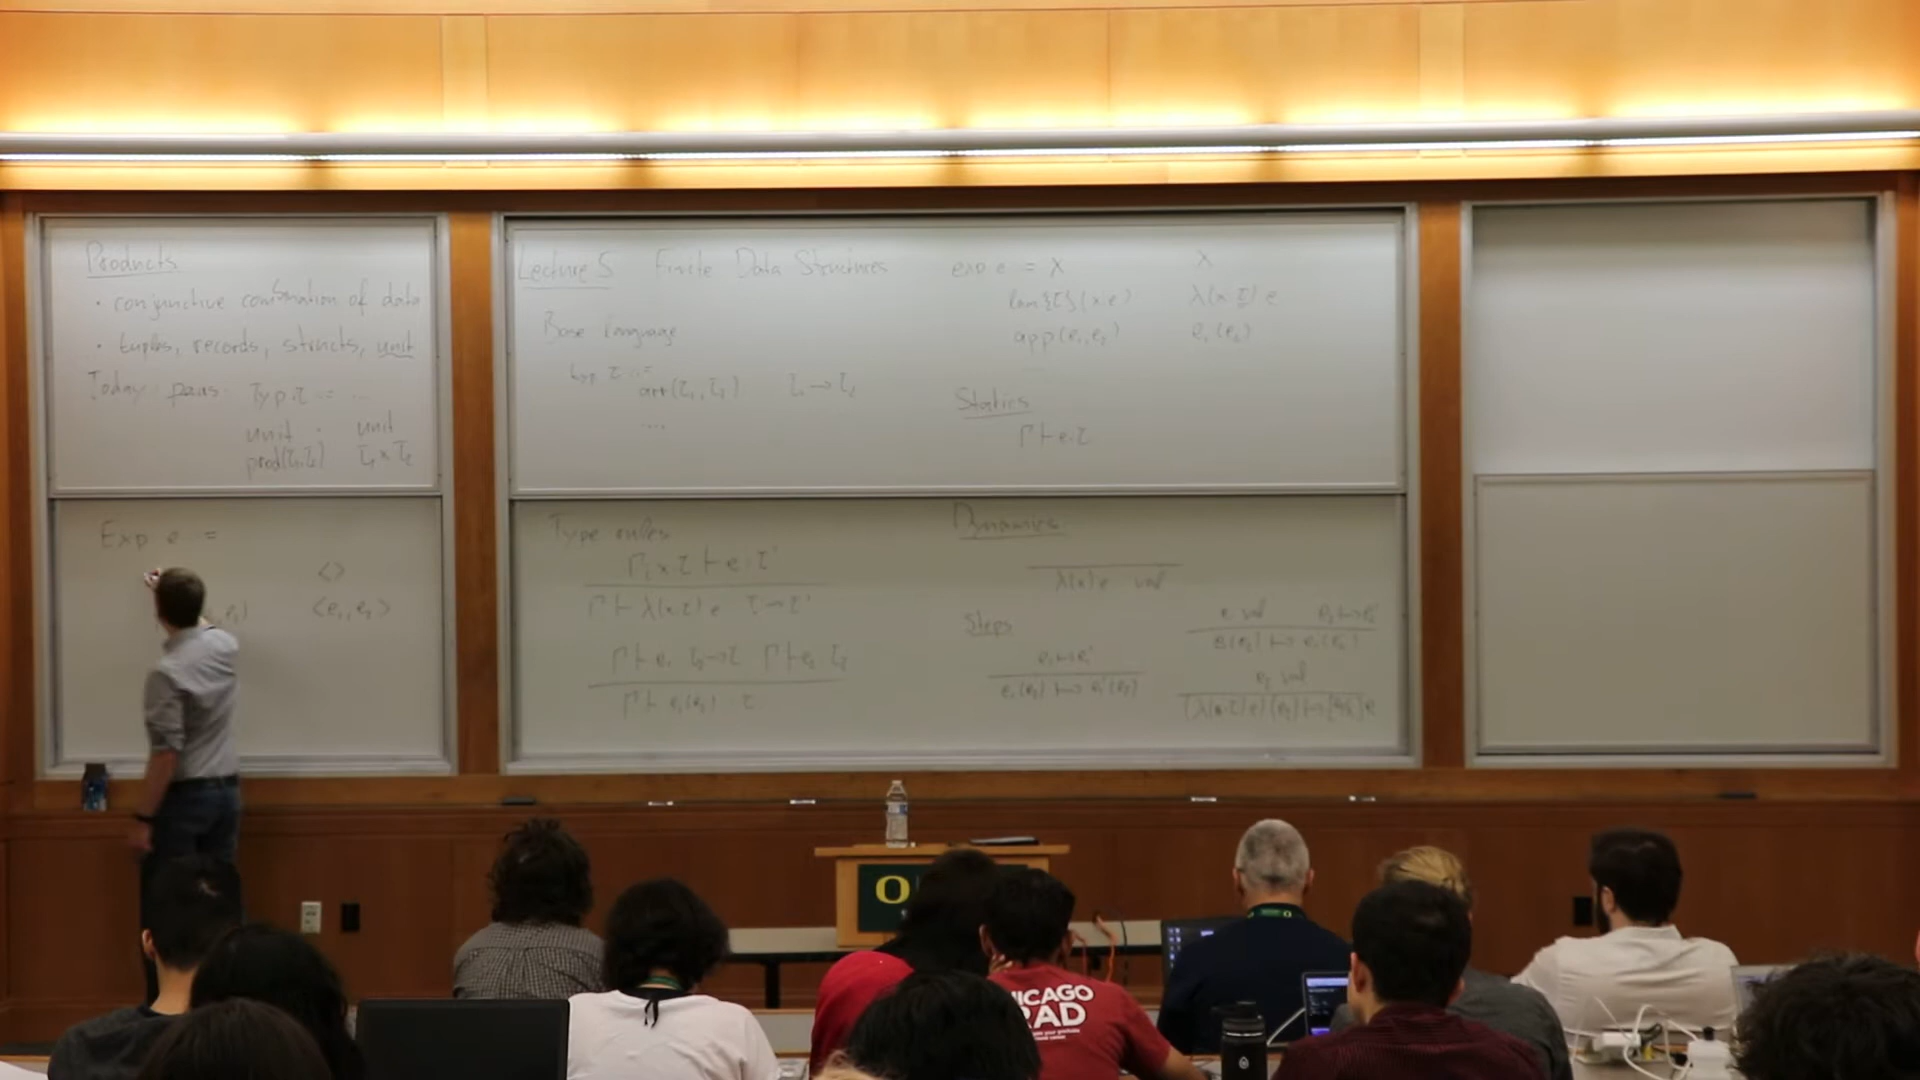 Products
• conjunctive combination of data
• tuples, records, structs, unit
Today: pairs Typ τ ::= ...
unit unit
prod(τ₁,τ₂) τ₁ × τ₂
Exp e =
<>
, e₂) <e₁, e₂>
Lecture 5 Finite Data Structures
Base language
typ τ ::=
arr(τ₁, τ₂) τ₁ → τ₂
....
exp e ::= x x
lam{τ}(x.e) λ(x:τ) e
app(e₁, e₂) e₁(e₂)
Statics
Γ ⊢ e:τ
Type rules
Γ, x:τ ⊢ e : τ'
Γ ⊢ λ(x:τ) e : τ → τ'
Γ ⊢ e₁ : τ₂ → τ Γ ⊢ e₂ : τ₂
Γ ⊢ e₁(e₂) : τ
Dynamics
λ(x) e val
Steps
e₁ ↦ e₁'
e₁(e₂) ↦ e₁'(e₂)
e₁ val e₂ ↦ e₂'
e₁(e₂) ↦ e₁(e₂')
e₂ val
(λ(x:τ) e)(e₂) ↦ [e₂/x]e
O
HICAGO
RAD